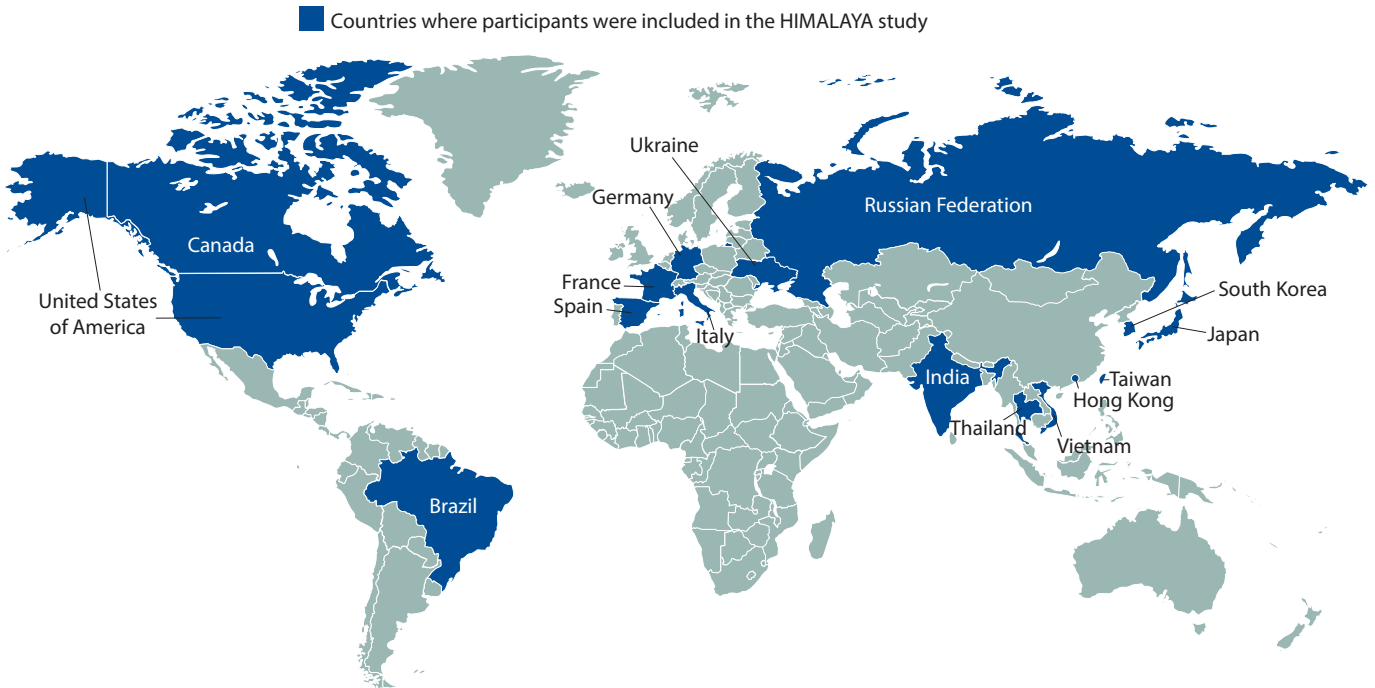 Countries where participants were included in the HIMALAYA study
Ukraine
Germany
Russian Federation
Canada
France
Spain
United States
of America
South Korea
Japan
Italy
India
Taiwan
Hong Kong
Thailand
Vietnam
Brazil